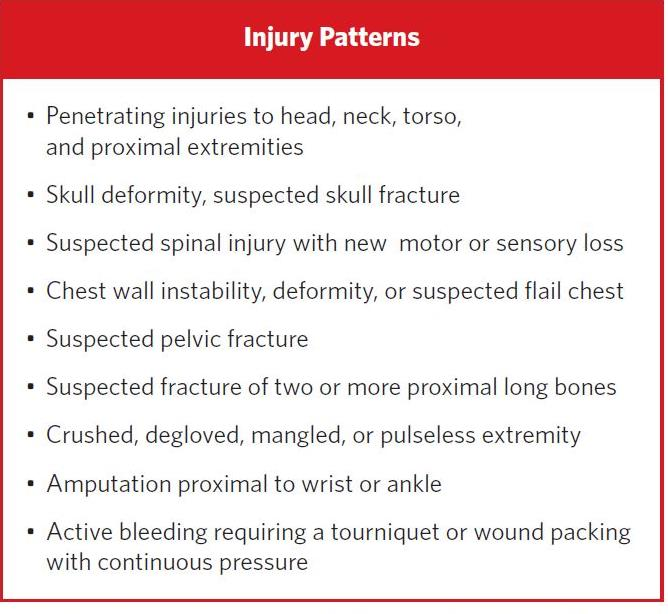 Injury Patterns
• Penetrating injuries to head, neck, torso,
and proximal extremities
• Skull deformity, suspected skull fracture
• Suspected spinal injury with new motor or sensory loss
• Chest wall instability, deformity, or suspected flail chest
• Suspected pelvic fracture
• Suspected fracture of two or more proximal long bones
• Crushed, degloved, mangled, or pulseless extremity
• Amputation proximal to wrist or ankle
• Active bleeding requiring a tourniquet or wound packing
with continuous pressure